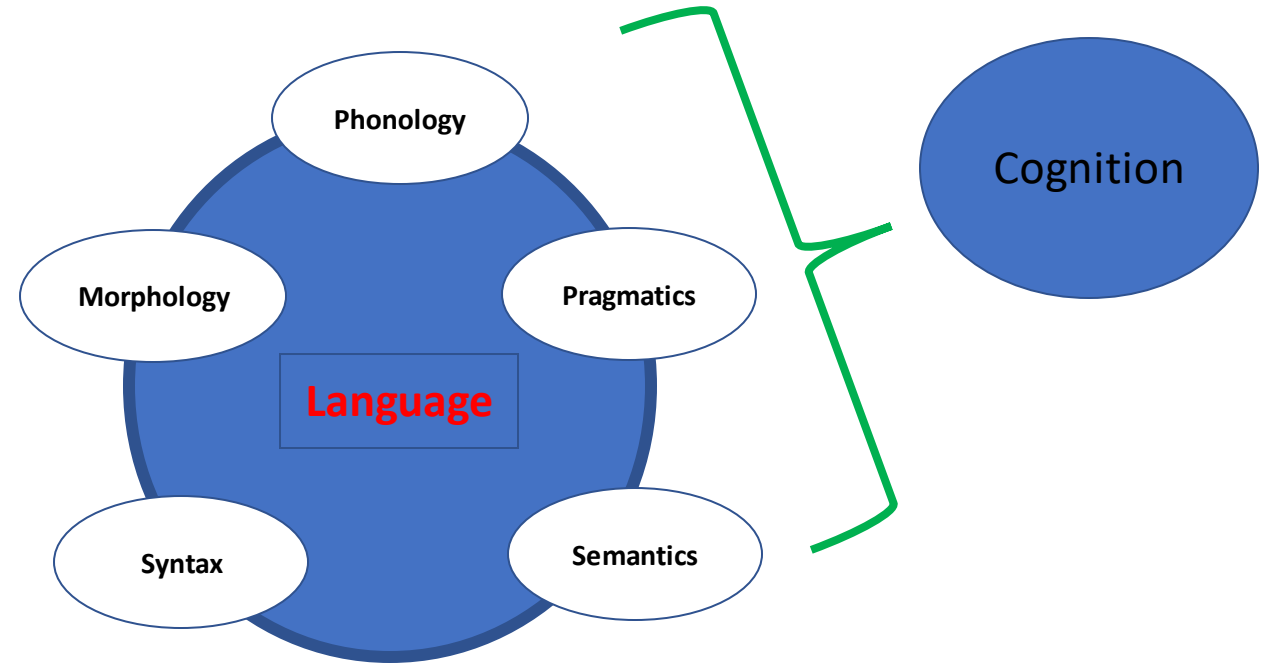 Phonology
Cognition
Morphology
Pragmatics
Language
Syntax
Semantics